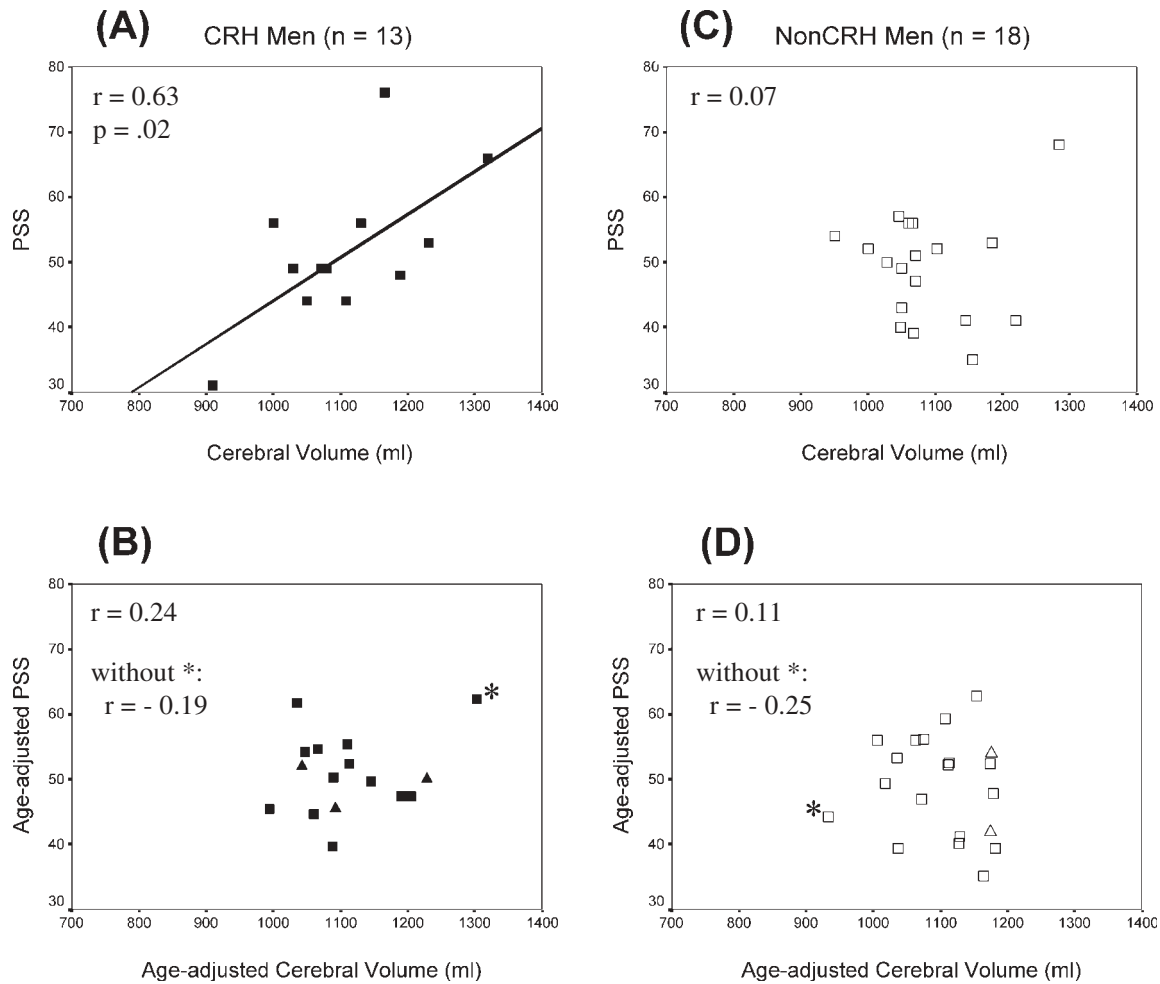 (A)
CRH Men (n = 13)
r = 0.63
p = .02
80
70
60
50
40
30
PSS
700 800 900 1000 1100 1200 1300 1400
Cerebral Volume (ml)
(C)
NonCRH Men (n = 18)
r = 0.07
80
70
60
50
40
30
PSS
700 800 900 1000 1100 1200 1300 1400
Cerebral Volume (ml)
(B)
r = 0.24
without *:
r = - 0.19
*
80
70
60
50
40
30
Age-adjusted PSS
700 800 900 1000 1100 1200 1300 1400
Age-adjusted Cerebral Volume (ml)
(D)
r = 0.11
without *:
r = - 0.25
*
80
70
60
50
40
30
Age-adjusted PSS
700 800 900 1000 1100 1200 1300 1400
Age-adjusted Cerebral Volume (ml)